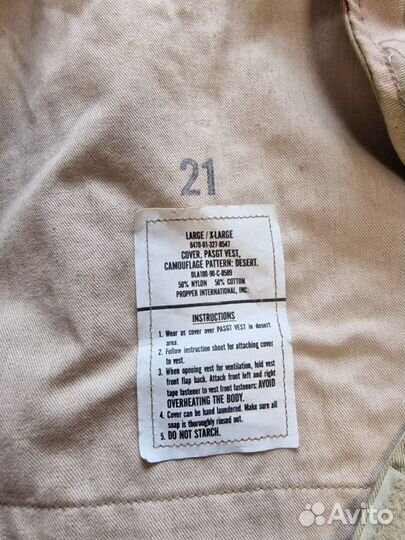 21
LARGE / X-LARGE
8470-01-327-8547
COVER, PASGT VEST,
CAMOUFLAGE PATTERN: DESERT.
DLA100-90-C-0509
50% NYLON 50% COTTON
PROPPER INTERNATIONAL, INC.
INSTRUCTIONS
1. Wear as cover over PASGT VEST in desert
area.
2. Follow instruction sheet for attaching cover
to vest.
3. When opening vest for ventilation, fold vest
front flap back. Attach front left and right
tape fastener to vest front fasteners. AVOID
OVERHEATING THE BODY.
4. Cover can be hand laundered. Make sure all
soap is thoroughly rinsed out.
5. DO NOT STARCH.
Avito